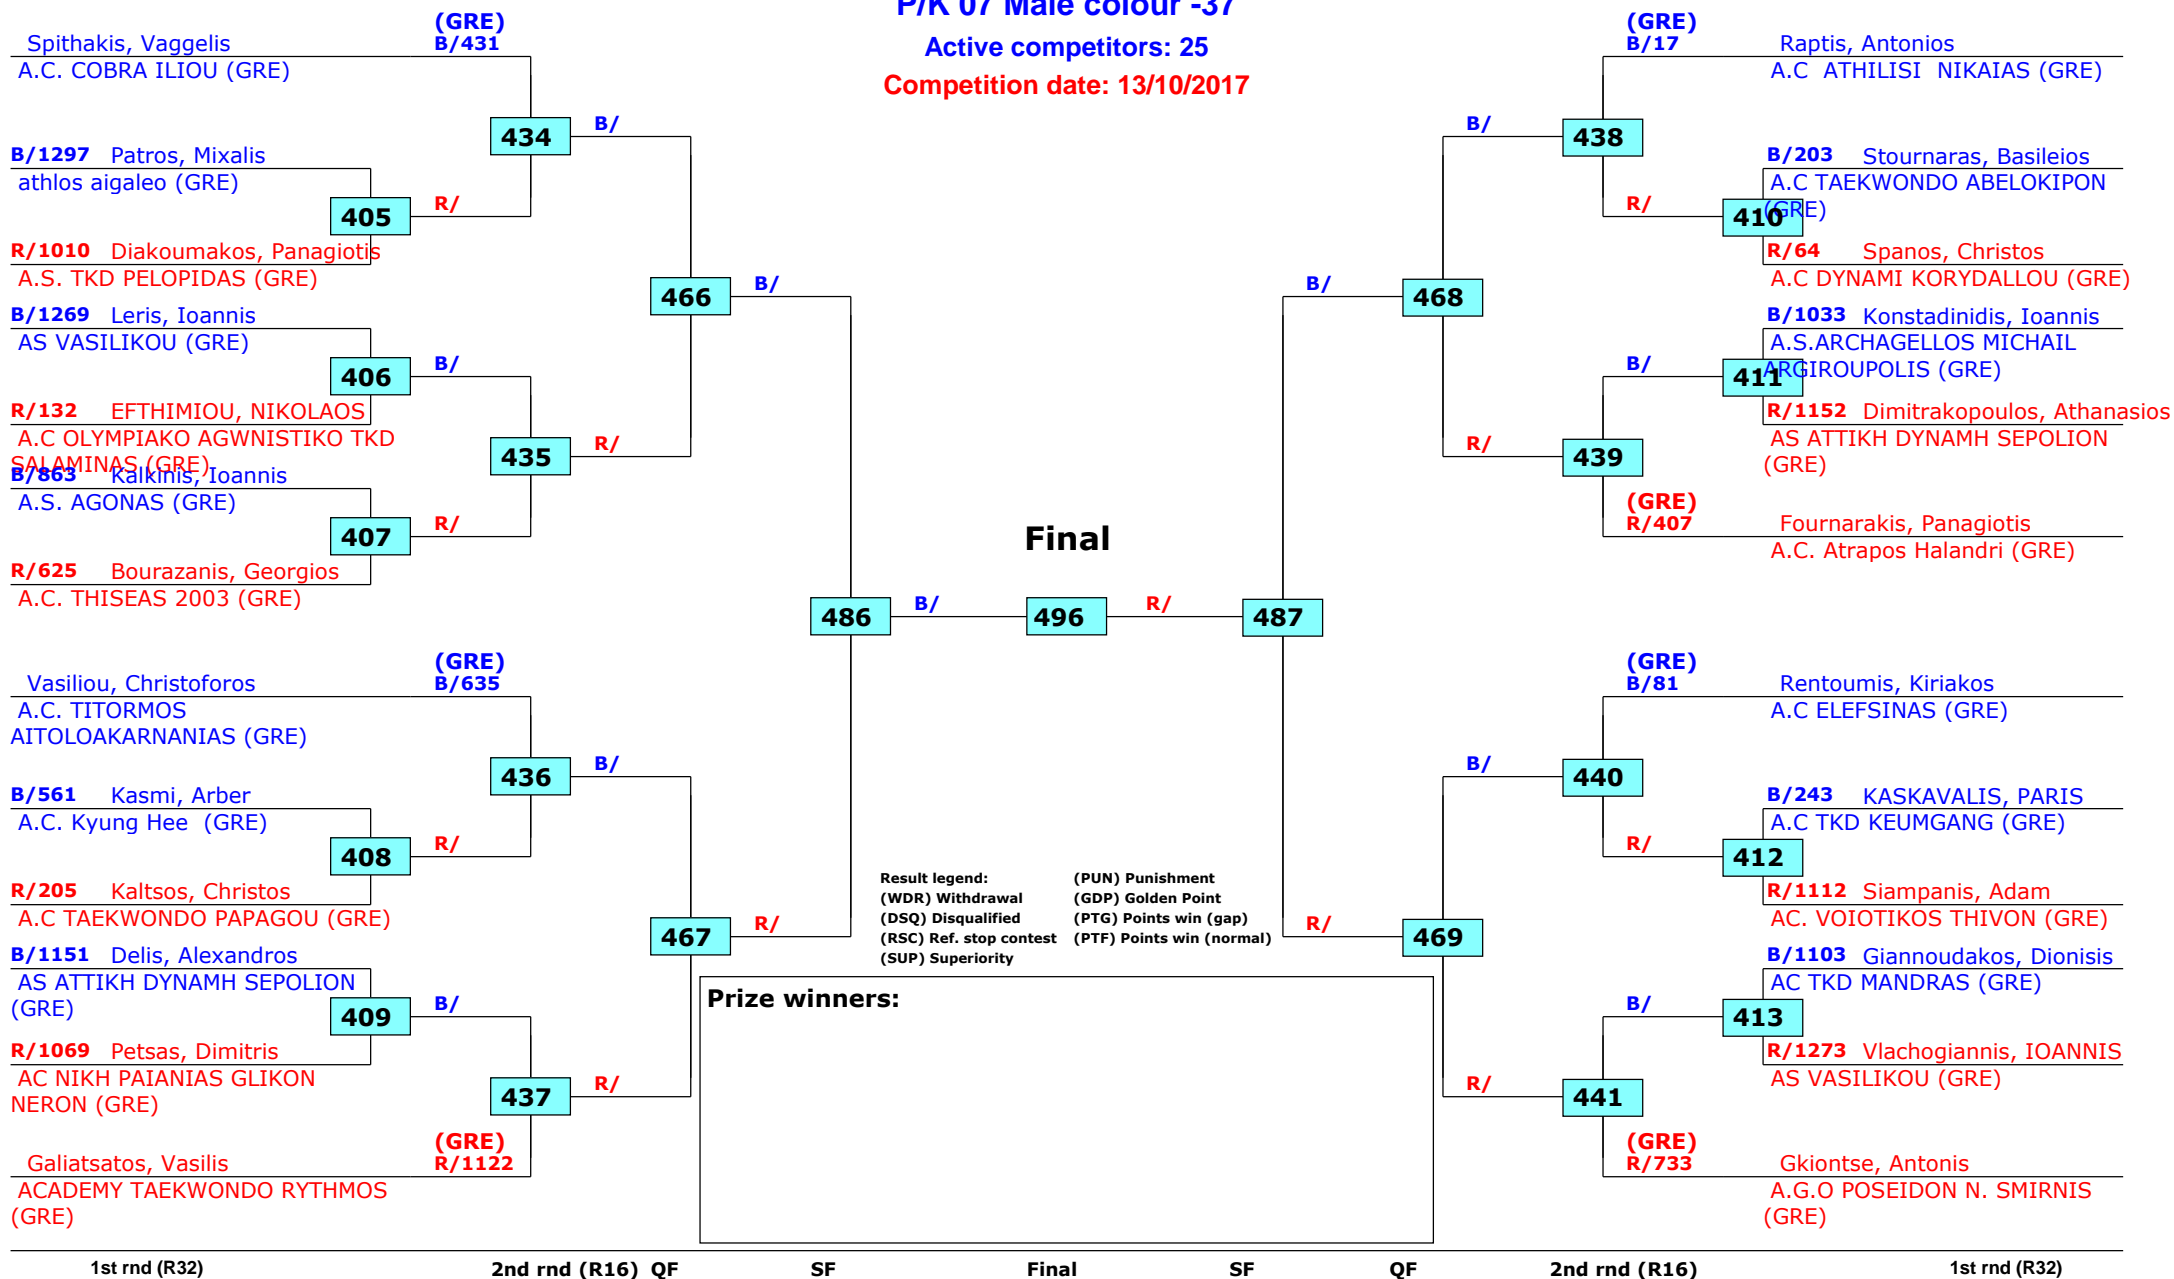 P/K 07 Male colour -37
Active competitors: 25
Competition date: 13/10/2017
(GRE)
Spithakis, Vaggelis B/431
A.C. COBRA ILIOU (GRE)
434 B/
B/1297 Patros, Mixalis
athlos aigaleo (GRE)
405 R/
R/1010 Diakoumakos, Panagiotis
A.S. TKD PELOPIDAS (GRE)
466 B/
B/1269 Leris, Ioannis
AS VASILIKOU (GRE)
406 B/
R/132 EFTHIMIOU, NIKOLAOS
A.C OLYMPIAKO AGWNISTIKO TKD
SALAMINAS (GRE)
435 R/
B/863 Kalkinis, Ioannis
A.S. AGONAS (GRE)
407 R/
R/625 Bourazanis, Georgios
A.C. THISEAS 2003 (GRE)
486 B/
(GRE)
Vasiliou, Christoforos B/635
A.C. TITORMOS
AITOLOAKARNANIAS (GRE)
436 B/
B/561 Kasmi, Arber
A.C. Kyung Hee (GRE)
408 R/
R/205 Kaltsos, Christos
A.C TAEKWONDO PAPAGOU (GRE)
467 R/
B/1151 Delis, Alexandros
AS ATTIKH DYNAMH SEPOLION
(GRE)
409 B/
R/1069 Petsas, Dimitris
AC NIKH PAIANIAS GLIKON
NERON (GRE)
437 R/
(GRE)
Galiatsatos, Vasilis R/1122
ACADEMY TAEKWONDO RYTHMOS
(GRE)
Final
496 R/ 487
(GRE)
B/17 Raptis, Antonios
A.C ATHILISI NIKAIAS (GRE)
B/ 438
B/203 Stournaras, Basileios
A.C TAEKWONDO ABELOKIPON
(GRE)
R/ 410
R/64 Spanos, Christos
A.C DYNAMI KORYDALLOU (GRE)
B/ 468
B/1033 Konstadinidis, Ioannis
A.S.ARCHAGELLOS MICHAIL
ARGIROUPOLIS (GRE)
B/ 411
R/1152 Dimitrakopoulos, Athanasios
AS ATTIKH DYNAMH SEPOLION
(GRE)
R/ 439
(GRE)
R/407 Fournarakis, Panagiotis
A.C. Atrapos Halandri (GRE)
(GRE)
B/81 Rentoumis, Kiriakos
A.C ELEFSINAS (GRE)
B/ 440
B/243 KASKAVALIS, PARIS
A.C TKD KEUMGANG (GRE)
R/ 412
R/1112 Siampanis, Adam
AC. VOIOTIKOS THIVON (GRE)
R/ 469
B/1103 Giannoudakos, Dionisis
AC TKD MANDRAS (GRE)
B/ 413
R/1273 Vlachogiannis, IOANNIS
AS VASILIKOU (GRE)
R/ 441
(GRE)
R/733 Gkiontse, Antonis
A.G.O POSEIDON N. SMIRNIS
(GRE)
Result legend: (PUN) Punishment
(WDR) Withdrawal (GDP) Golden Point
(DSQ) Disqualified (PTG) Points win (gap)
(RSC) Ref. stop contest (PTF) Points win (normal)
(SUP) Superiority
Prize winners:
1st rnd (R32) 2nd rnd (R16) QF SF Final SF QF 2nd rnd (R16) 1st rnd (R32)